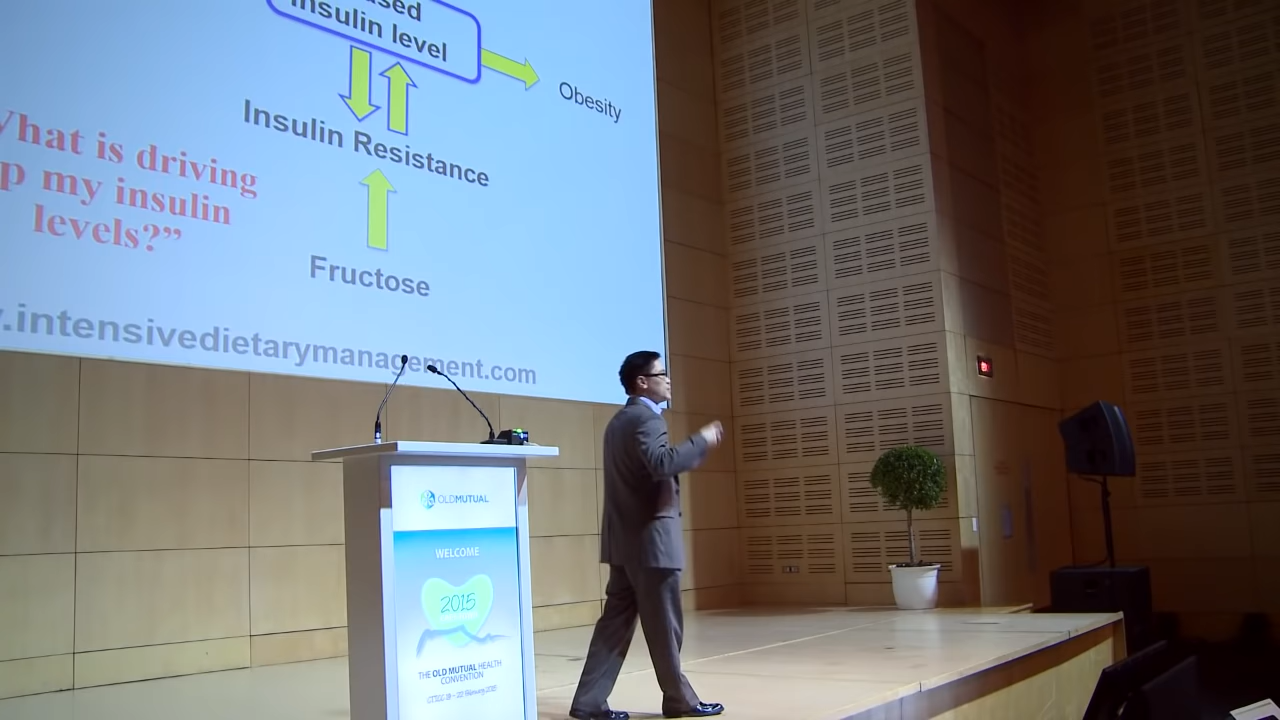 insulin level
Obesity
Insulin Resistance
What is driving
my insulin
levels?”
Fructose
.intensivedietarymanagement.com
OLDMUTUAL
WELCOME
2015
THE OLD MUTUAL HEALTH
CONVENTION